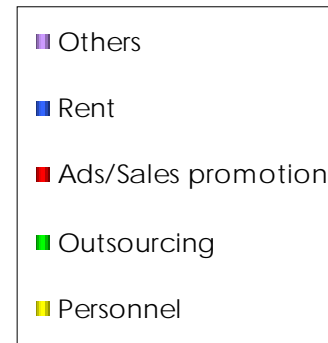 Others
Rent
Ads/Sales promotion
Outsourcing
Personnel